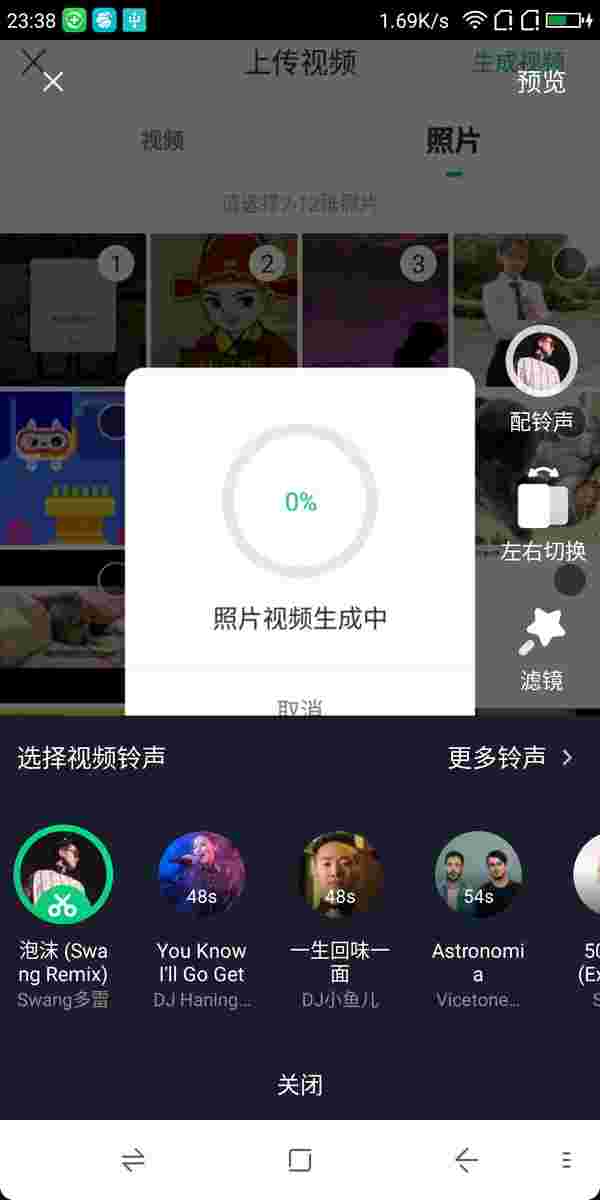 23:38
1.69K/s
上传视频
生成视频
预览
视频
照片
请选择2-12张照片
1
2
3
配铃声
0%
左右切换
照片视频生成中
滤镜
取消
选择视频铃声
更多铃声
48s
48s
54s
泡沫 (Swa
ng Remix)
Swang多雷
You Know
I'll Go Get
DJ Haning...
一生回味一
面
DJ小鱼儿
Astronomi
a
Vicetone...
50
(Ex
S
关闭